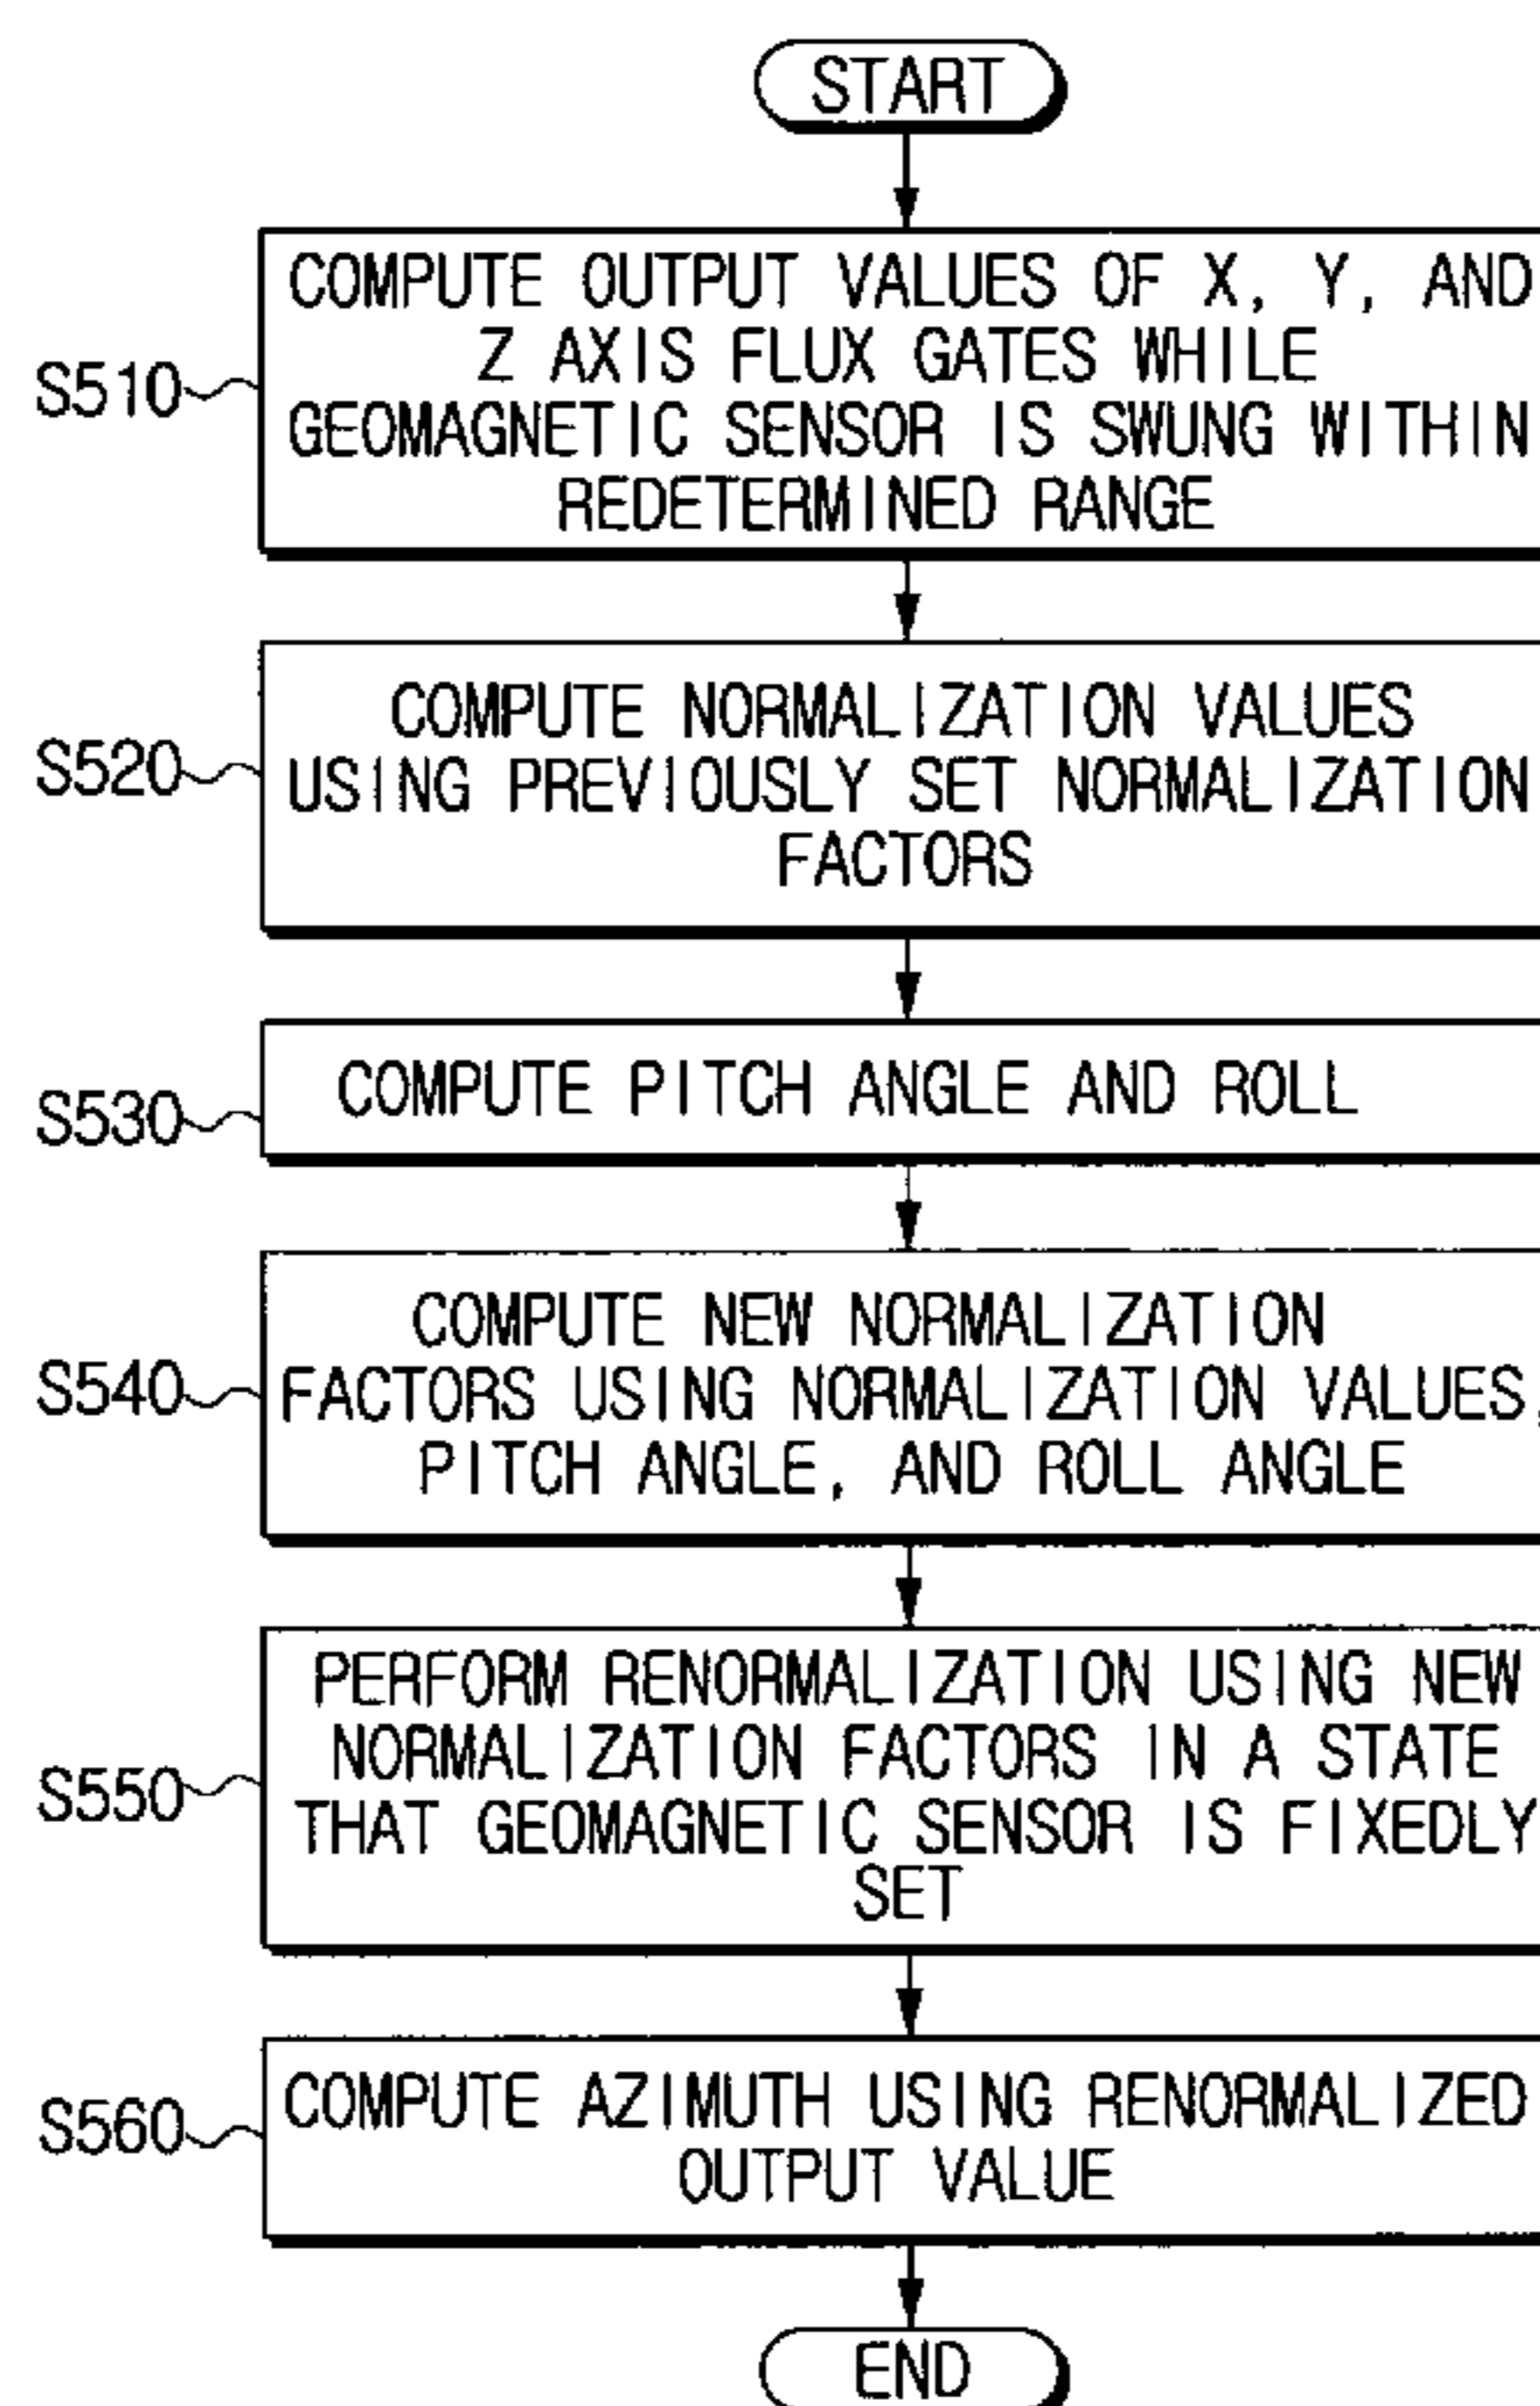 START
S510
COMPUTE OUTPUT VALUES OF X, Y, AND
Z AXIS FLUX GATES WHILE
GEOMAGNETIC SENSOR IS SWUNG WITHIN
REDETERMINED RANGE
S520
COMPUTE NORMALIZATION VALUES
USING PREVIOUSLY SET NORMALIZATION
FACTORS
S530
COMPUTE PITCH ANGLE AND ROLL
S540
COMPUTE NEW NORMALIZATION
FACTORS USING NORMALIZATION VALUES,
PITCH ANGLE, AND ROLL ANGLE
S550
PERFORM RENORMALIZATION USING NEW
NORMALIZATION FACTORS IN A STATE
THAT GEOMAGNETIC SENSOR IS FIXEDLY
SET
S560
COMPUTE AZIMUTH USING RENORMALIZED
OUTPUT VALUE
END